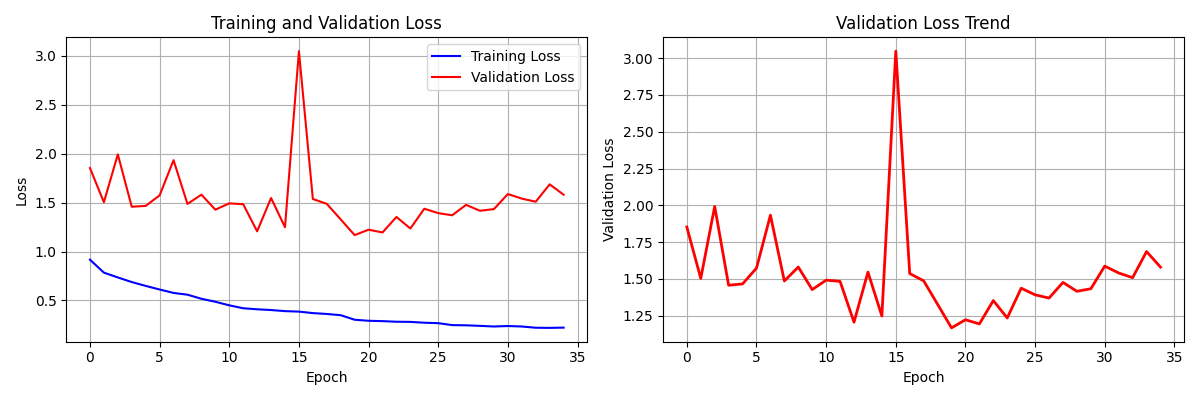 Training and Validation Loss
Training Loss
Validation Loss
Loss
3.0
2.5
2.0
1.5
1.0
0.5
0 5 10 15 20 25 30 35
Epoch
Validation Loss Trend
Validation Loss
3.00
2.75
2.50
2.25
2.00
1.75
1.50
1.25
0 5 10 15 20 25 30 35
Epoch